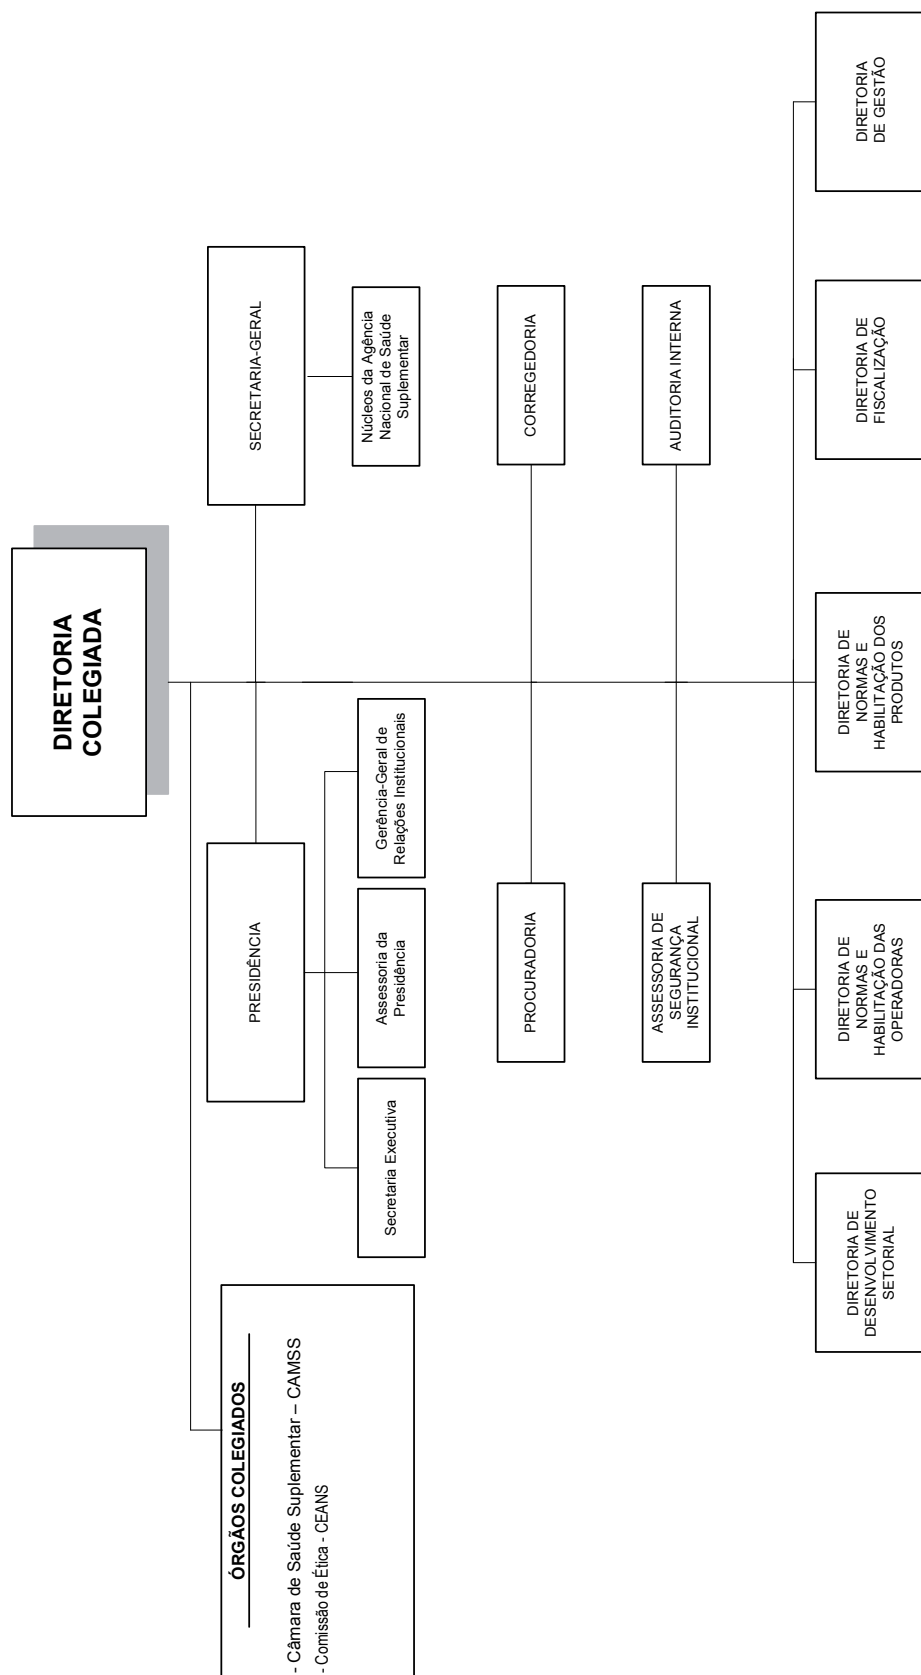 DIRETORIA
COLEGIADA
ÓRGÃOS COLEGIADOS
- Câmara de Saúde Suplementar – CAMSS
- Comissão de Ética - CEANS
PRESIDÊNCIA
SECRETARIA-GERAL
Secretaria Executiva
Assessoria da
Presidência
Gerência-Geral de
Relações Institucionais
Núcleos da Agência
Nacional de Saúde
Suplementar
PROCURADORIA
CORREGEDORIA
ASSESSORIA DE
SEGURANÇA
INSTITUCIONAL
AUDITORIA INTERNA
DIRETORIA DE
DESENVOLVIMENTO
SETORIAL
DIRETORIA DE
NORMAS E
HABILITAÇÃO DAS
OPERADORAS
DIRETORIA DE
NORMAS E
HABILITAÇÃO DOS
PRODUTOS
DIRETORIA DE
FISCALIZAÇÃO
DIRETORIA
DE GESTÃO